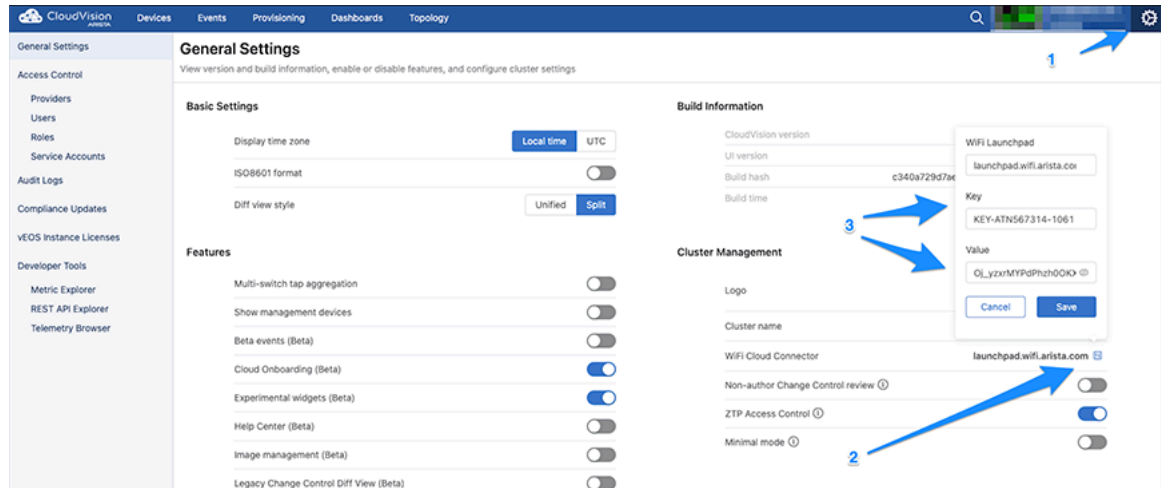 CloudVision
ARISTA
Devices
Events
Provisioning
Dashboards
Topology
1
General Settings
Access Control
Providers
Users
Roles
Service Accounts
Audit Logs
Compliance Updates
vEOS Instance Licenses
Developer Tools
Metric Explorer
REST API Explorer
Telemetry Browser
General Settings
View version and build information, enable or disable features, and configure cluster settings
Basic Settings
Display time zone
Local time
UTC
ISO8601 format
Diff view style
Unified
Split
Features
Multi-switch tap aggregation
Show management devices
Beta events (Beta)
Cloud Onboarding (Beta)
Experimental widgets (Beta)
Help Center (Beta)
Image management (Beta)
Legacy Change Control Diff View (Beta)
Build Information
CloudVision version
UI version
Build hash
c340a729d7ae
Build time
WiFi Launchpad
launchpad.wifi.arista.co
Key
KEY-ATN567314-1061
Value
3
Cancel
Save
Cluster Management
Logo
Cluster name
WiFi Cloud Connector
launchpad.wifi.arista.com
Non-author Change Control review
ZTP Access Control
Minimal mode
2